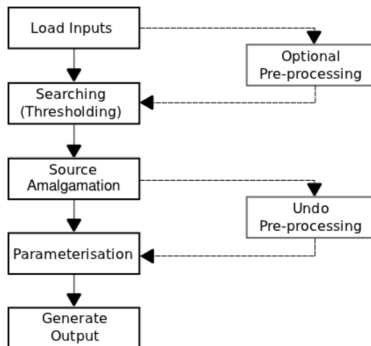 Load Inputs
Optional
Pre-processing
Searching
(Thresholding)
Source
Amalgamation
Undo
Pre-processing
Parameterisation
Generate
Output